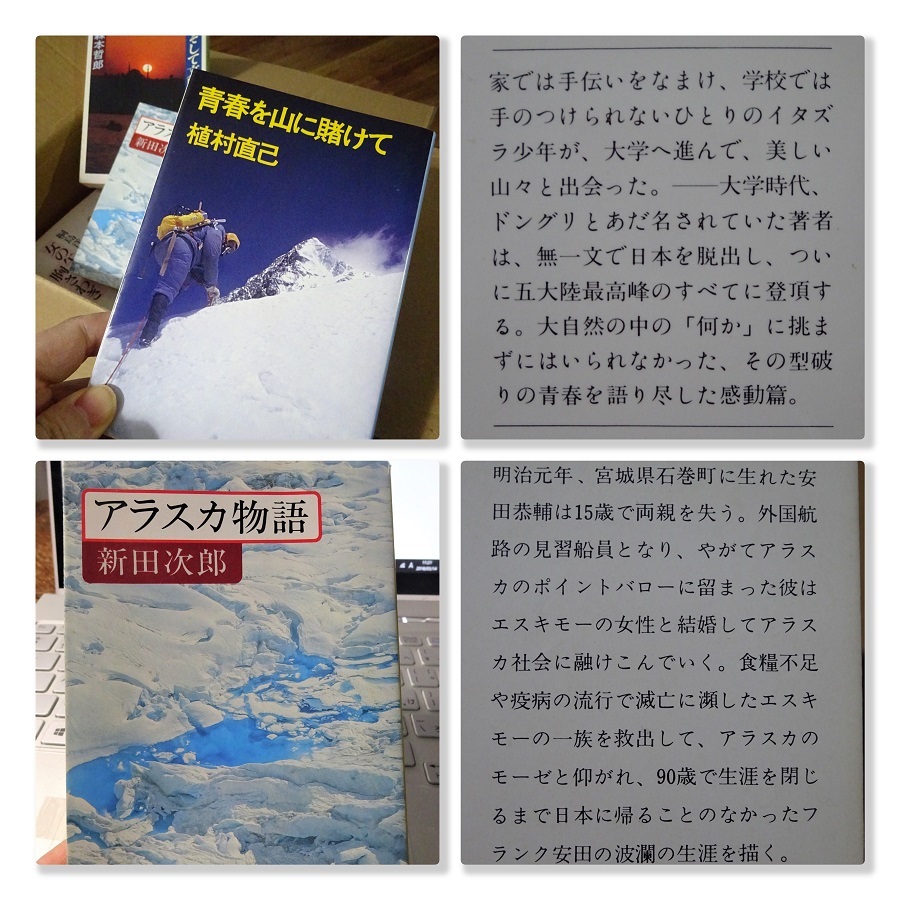 森本哲郎
そして
アラスカ
新田次
青春を山に賭けて
植村直己
家では手伝いをなまけ、学校では
手のつけられないひとりのイタズ
ラ少年が、大学へ進んで、美しい
山々と出会った。――大学時代、
ドングリとあだ名されていた著者
は、無一文で日本を脱出し、つい
に五大陸最高峰のすべてに登頂す
る。大自然の中の「何か」に挑ま
ずにはいられなかった、その型破
りの青春を語り尽した感動篇。
アラスカ物語
新田次郎
明治元年、宮城県石巻町に生れた安
田恭輔は15歳で両親を失う。外国航
路の見習船員となり、やがてアラス
カのポイントバローに留まった彼は
エスキモーの女性と結婚してアラス
カ社会に融けこんでいく。食糧不足
や疫病の流行で滅亡に瀕したエスキ
モーの一族を救出して、アラスカの
モーゼと仰がれ、90歳で生涯を閉じ
るまで日本に帰ることのなかったフ
ランク安田の波瀾の生涯を描く。